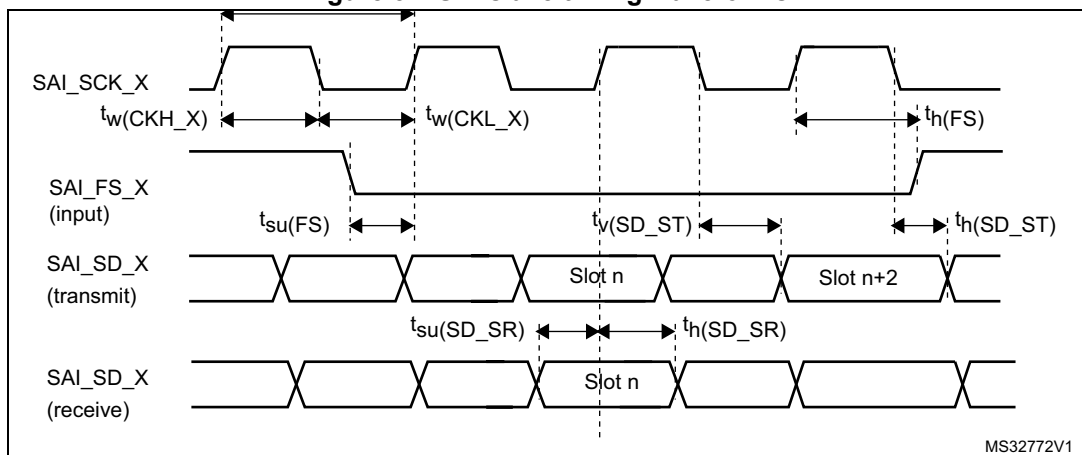 SAI_SCK_X
tw(CKH_X)
tw(CKL_X)
th(FS)
SAI_FS_X
(input)
tsu(FS)
tv(SD_ST)
th(SD_ST)
SAI_SD_X
(transmit)
Slot n
Slot n+2
tsu(SD_SR)
th(SD_SR)
SAI_SD_X
(receive)
Slot n
MS32772V1